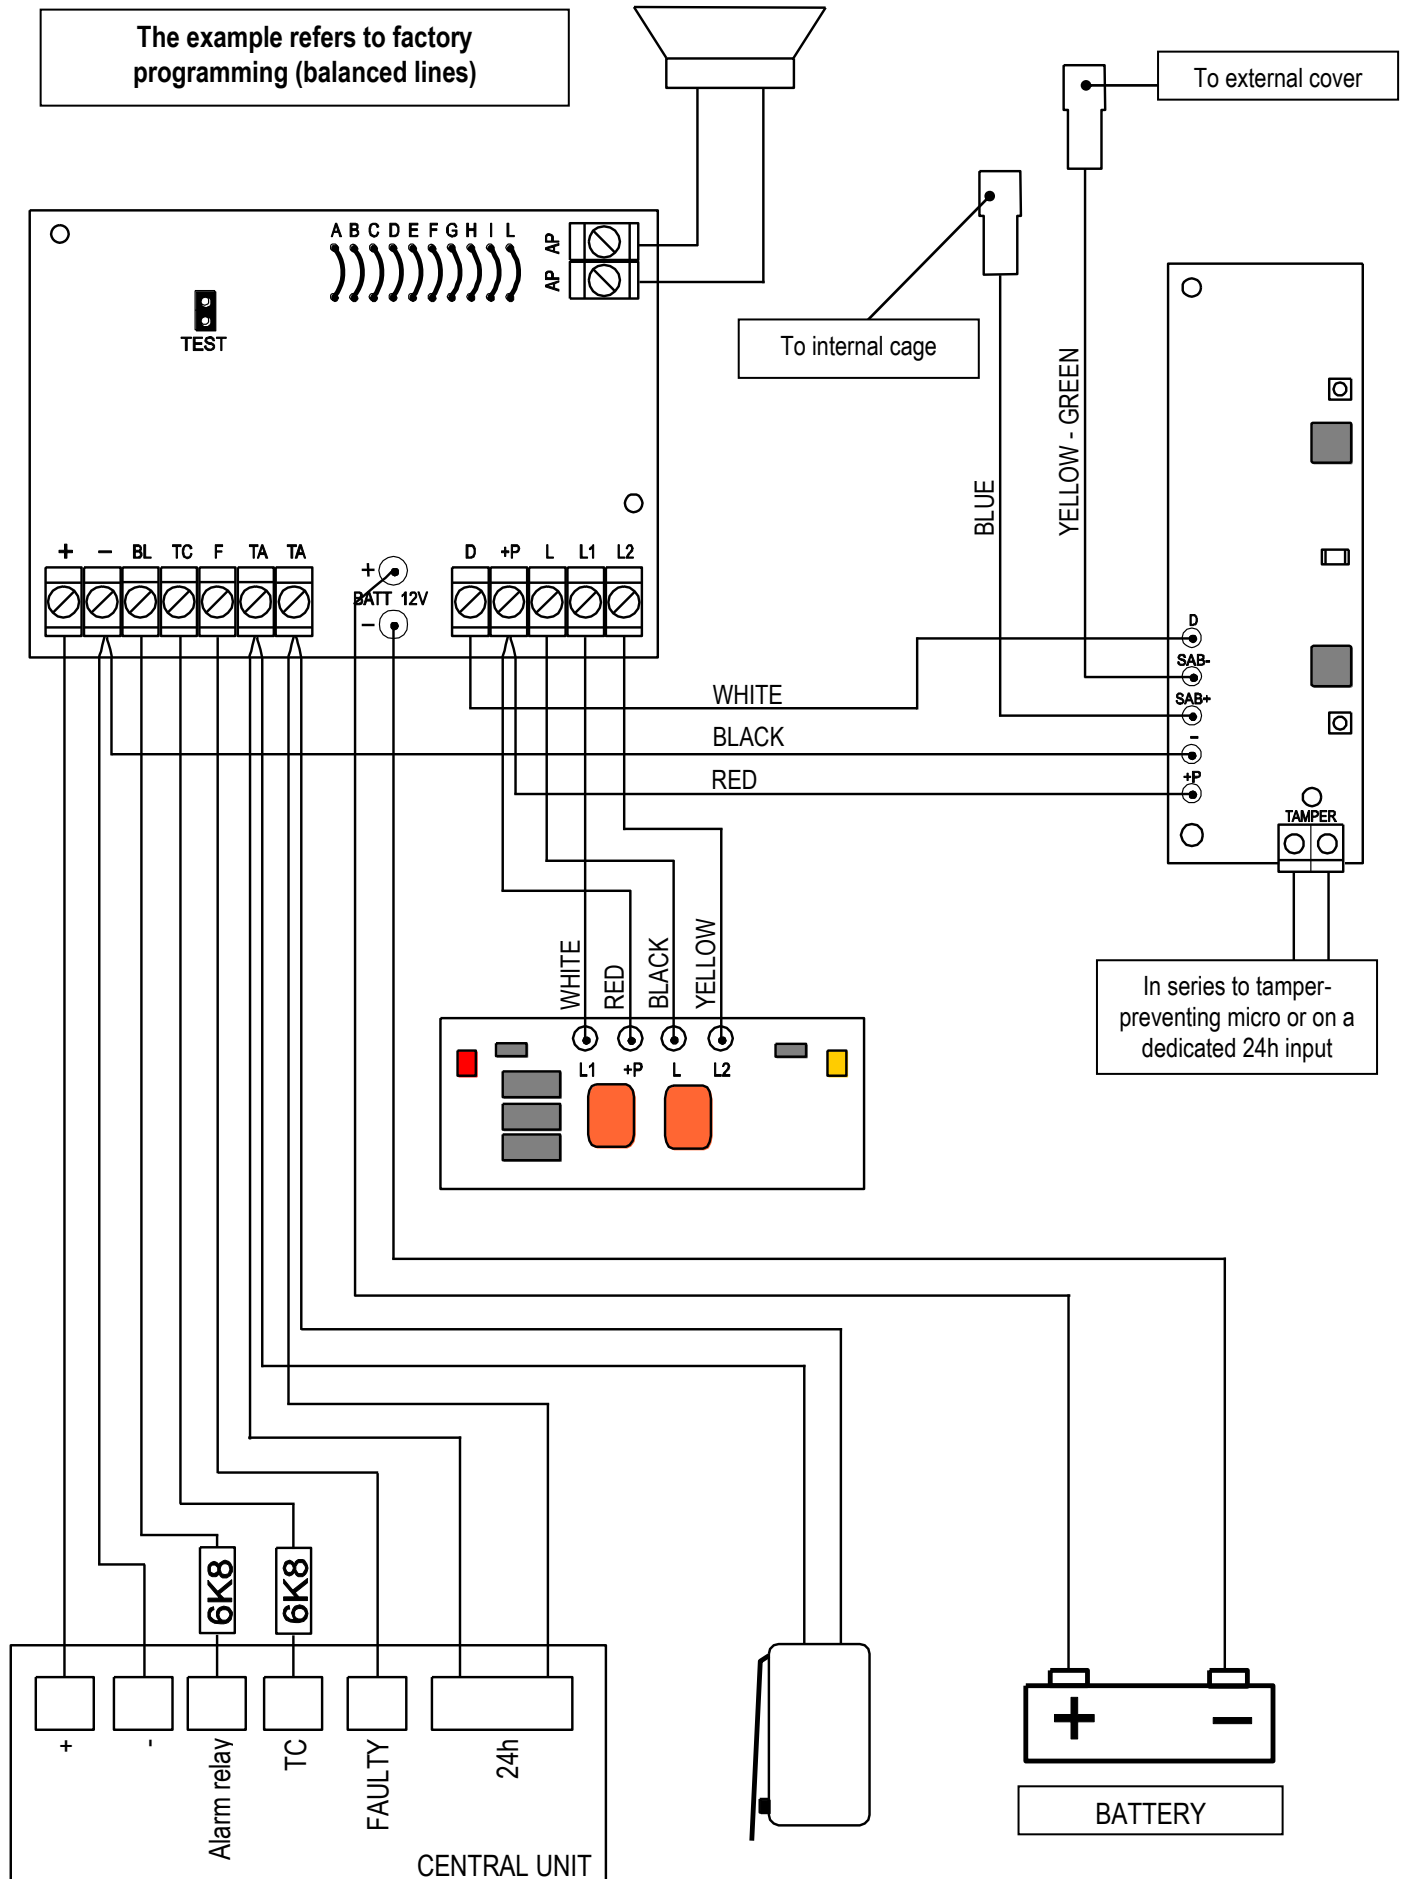 The example refers to factory
programming (balanced lines)
To external cover
To internal cage
A B C D E F G H I L
AP
AP
TEST
BLUE
YELLOW - GREEN
+ − BL TC F TA TA
+
BATT 12V
−
D +P L L1 L2
D
SAB-
SAB+
-
+P
TAMPER
WHITE
BLACK
RED
WHITE
RED
BLACK
YELLOW
L1 +P L L2
In series to tamper-
preventing micro or on a
dedicated 24h input
6K8
6K8
+
-
Alarm relay
TC
FAULTY
24h
CENTRAL UNIT
+ −
BATTERY